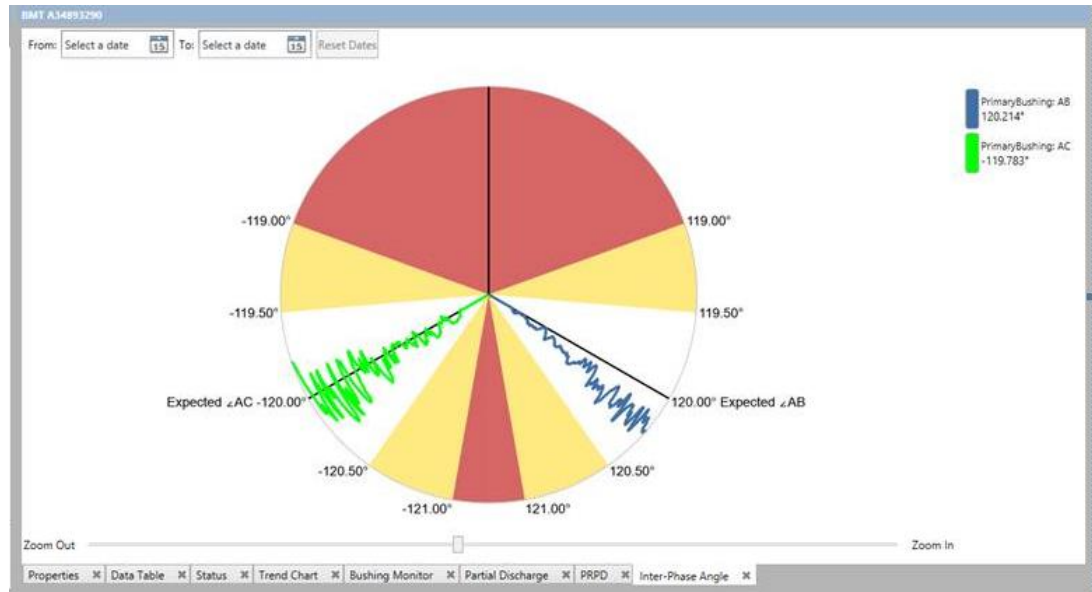 BMT A34893290
From: Select a date 15 To: Select a date 15 Reset Dates
PrimaryBushing: AB
120.214°
PrimaryBushing: AC
-119.783°
-119.00°
119.00°
-119.50°
119.50°
Expected ∠AC -120.00°
120.00° Expected ∠AB
-120.50°
120.50°
-121.00°
121.00°
Zoom Out
Zoom In
Properties
Data Table
Status
Trend Chart
Bushing Monitor
Partial Discharge
PRPD
Inter-Phase Angle